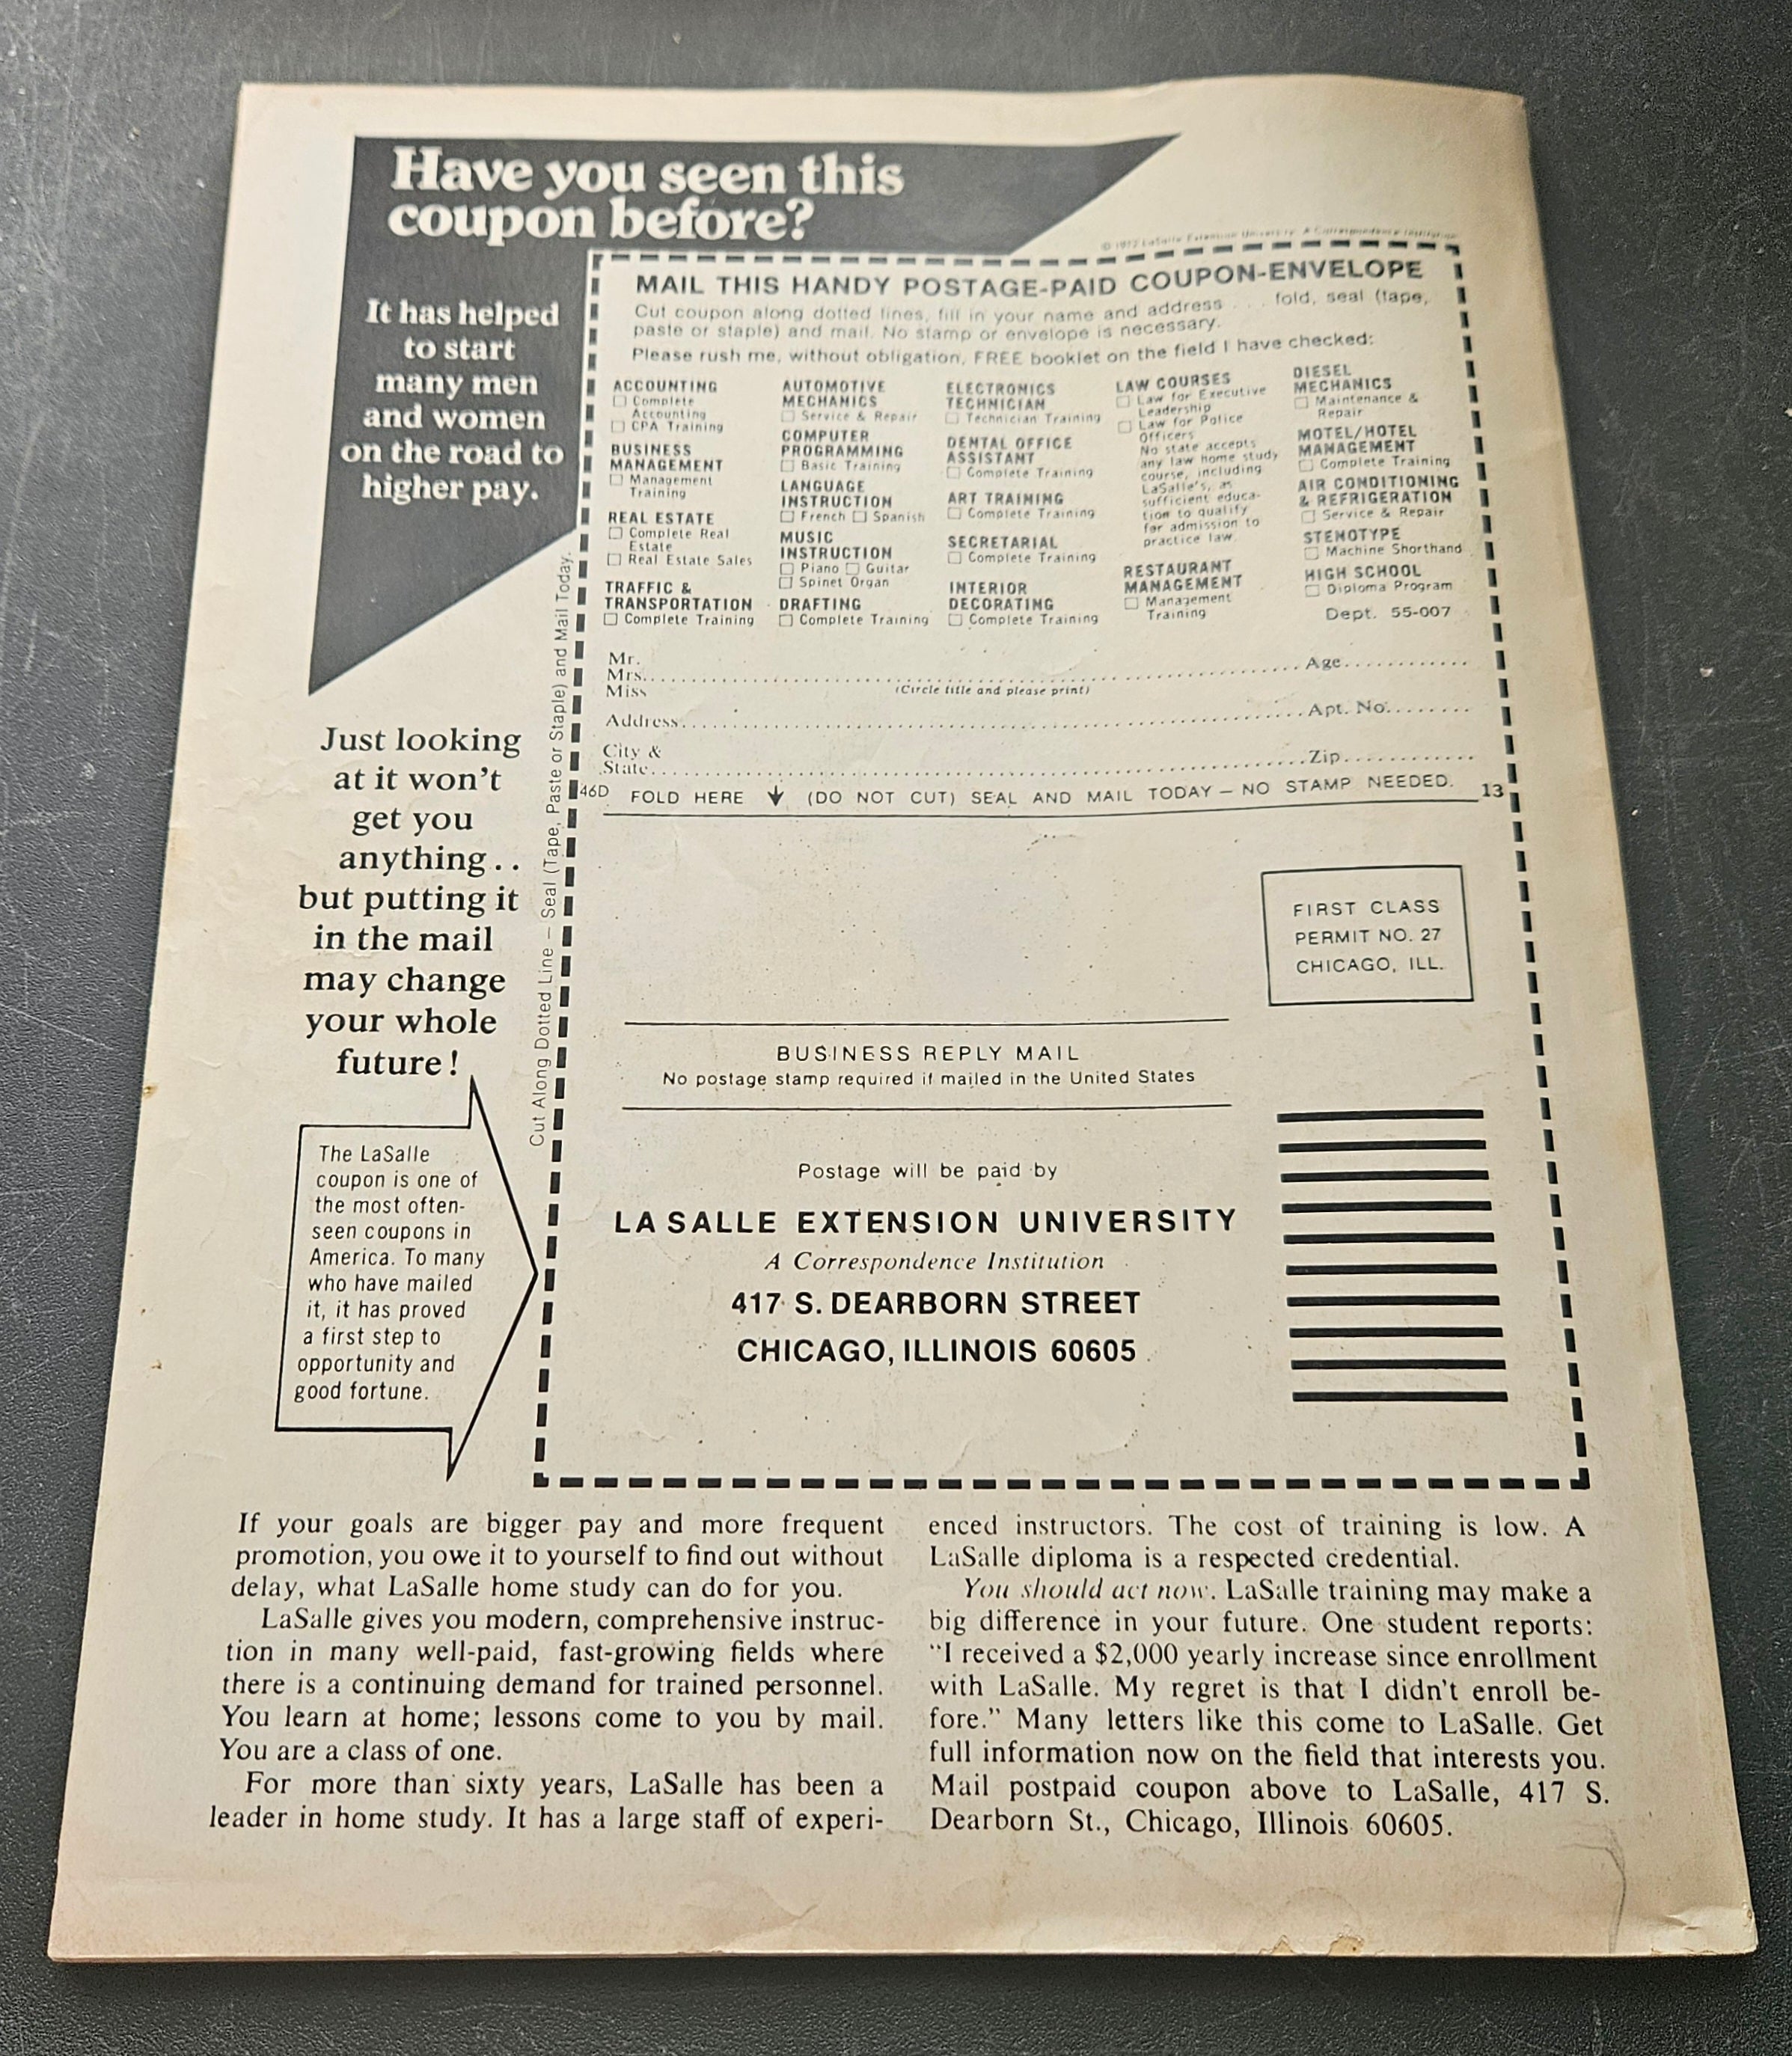 Have you seen this
coupon before?
It has helped
to start
many men
and women
on the road to
higher pay.
Just looking
at it won't
get you
anything..
but putting it
in the mail
may change
your whole
future!
The LaSalle
coupon is one of
the most often-
seen coupons in
America. To many
who have mailed
it, it has proved
a first step to
opportunity and
good fortune.
Cut Along Dotted Line – Seal (Tape, Paste or Staple) and Mail Today.
© 1972 LaSalle Extension University, A Correspondence Institution
MAIL THIS HANDY POSTAGE-PAID COUPON-ENVELOPE
Cut coupon along dotted lines, fill in your name and address . . . fold, seal (tape,
paste or staple) and mail. No stamp or envelope is necessary.
Please rush me, without obligation, FREE booklet on the field I have checked:
ACCOUNTING
Complete
Accounting
CPA Training
BUSINESS
MANAGEMENT
Management
Training
REAL ESTATE
Complete Real
Estate
Real Estate Sales
TRAFFIC &
TRANSPORTATION
Complete Training
AUTOMOTIVE
MECHANICS
Service & Repair
COMPUTER
PROGRAMMING
Basic Training
LANGUAGE
INSTRUCTION
French Spanish
MUSIC
INSTRUCTION
Piano Guitar
Spinet Organ
DRAFTING
Complete Training
ELECTRONICS
TECHNICIAN
Technician Training
DENTAL OFFICE
ASSISTANT
Complete Training
ART TRAINING
Complete Training
SECRETARIAL
Complete Training
INTERIOR
DECORATING
Complete Training
LAW COURSES
Law for Executive
Leadership
Law for Police
Officers
No state accepts
any law home study
course, including
LaSalle's, as
sufficient educa-
tion to qualify
for admission to
practice law.
RESTAURANT
MANAGEMENT
Management
Training
DIESEL
MECHANICS
Maintenance &
Repair
MOTEL/HOTEL
MANAGEMENT
Complete Training
AIR CONDITIONING
& REFRIGERATION
Service & Repair
STENOTYPE
Machine Shorthand
HIGH SCHOOL
Diploma Program
Dept. 55-007
Mr.
Mrs. Age
Miss (Circle title and please print)
Address Apt. No.
City &
State Zip
46D FOLD HERE (DO NOT CUT) SEAL AND MAIL TODAY – NO STAMP NEEDED. 13
FIRST CLASS
PERMIT NO. 27
CHICAGO, ILL.
BUSINESS REPLY MAIL
No postage stamp required if mailed in the United States
Postage will be paid by
LA SALLE EXTENSION UNIVERSITY
A Correspondence Institution
417 S. DEARBORN STREET
CHICAGO, ILLINOIS 60605
If your goals are bigger pay and more frequent
promotion, you owe it to yourself to find out without
delay, what LaSalle home study can do for you.
LaSalle gives you modern, comprehensive instruc-
tion in many well-paid, fast-growing fields where
there is a continuing demand for trained personnel.
You learn at home; lessons come to you by mail.
You are a class of one.
For more than sixty years, LaSalle has been a
leader in home study. It has a large staff of experi-
enced instructors. The cost of training is low. A
LaSalle diploma is a respected credential.
You should act now. LaSalle training may make a
big difference in your future. One student reports:
"I received a $2,000 yearly increase since enrollment
with LaSalle. My regret is that I didn't enroll be-
fore." Many letters like this come to LaSalle. Get
full information now on the field that interests you.
Mail postpaid coupon above to LaSalle, 417 S.
Dearborn St., Chicago, Illinois 60605.